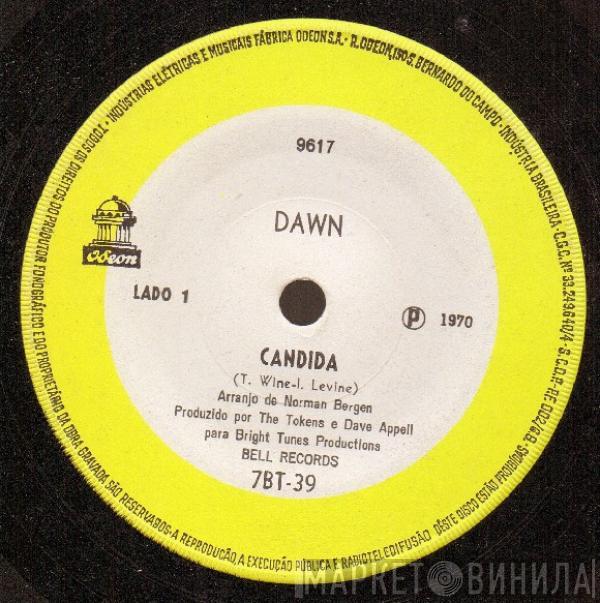 TODOS OS DIREITOS DO PRODUTOR FONOGRÁFICO E DO PROPRIETÁRIO DA OBRA GRAVADA SÃO RESERVADOS·A REPRODUÇÃO, A EXECUÇÃO PÚBLICA E RADIOTELEDIFUSÃO DÊSTE DISCO ESTÃO PROIBIDAS·
INDÚSTRIAS ELÉTRICAS E MUSICAIS FÁBRICA ODEON S.A.· R. ODEON, 150 S. BERNARDO DO CAMPO · INDÚSTRIA BRASILEIRA · C.G.C. Nº 33.249.640/4 · S.C.D.P.-RE.002/G.B.
9617
DAWN
Odeon
LADO 1
Ⓟ 1970
CANDIDA
(T. Wine-I. Levine)
Arranjo de Norman Bergen
Produzido por The Tokens e Dave Appell
para Bright Tunes Productions
BELL RECORDS
7BT-39
МАРКЕТ ВИНИЛА